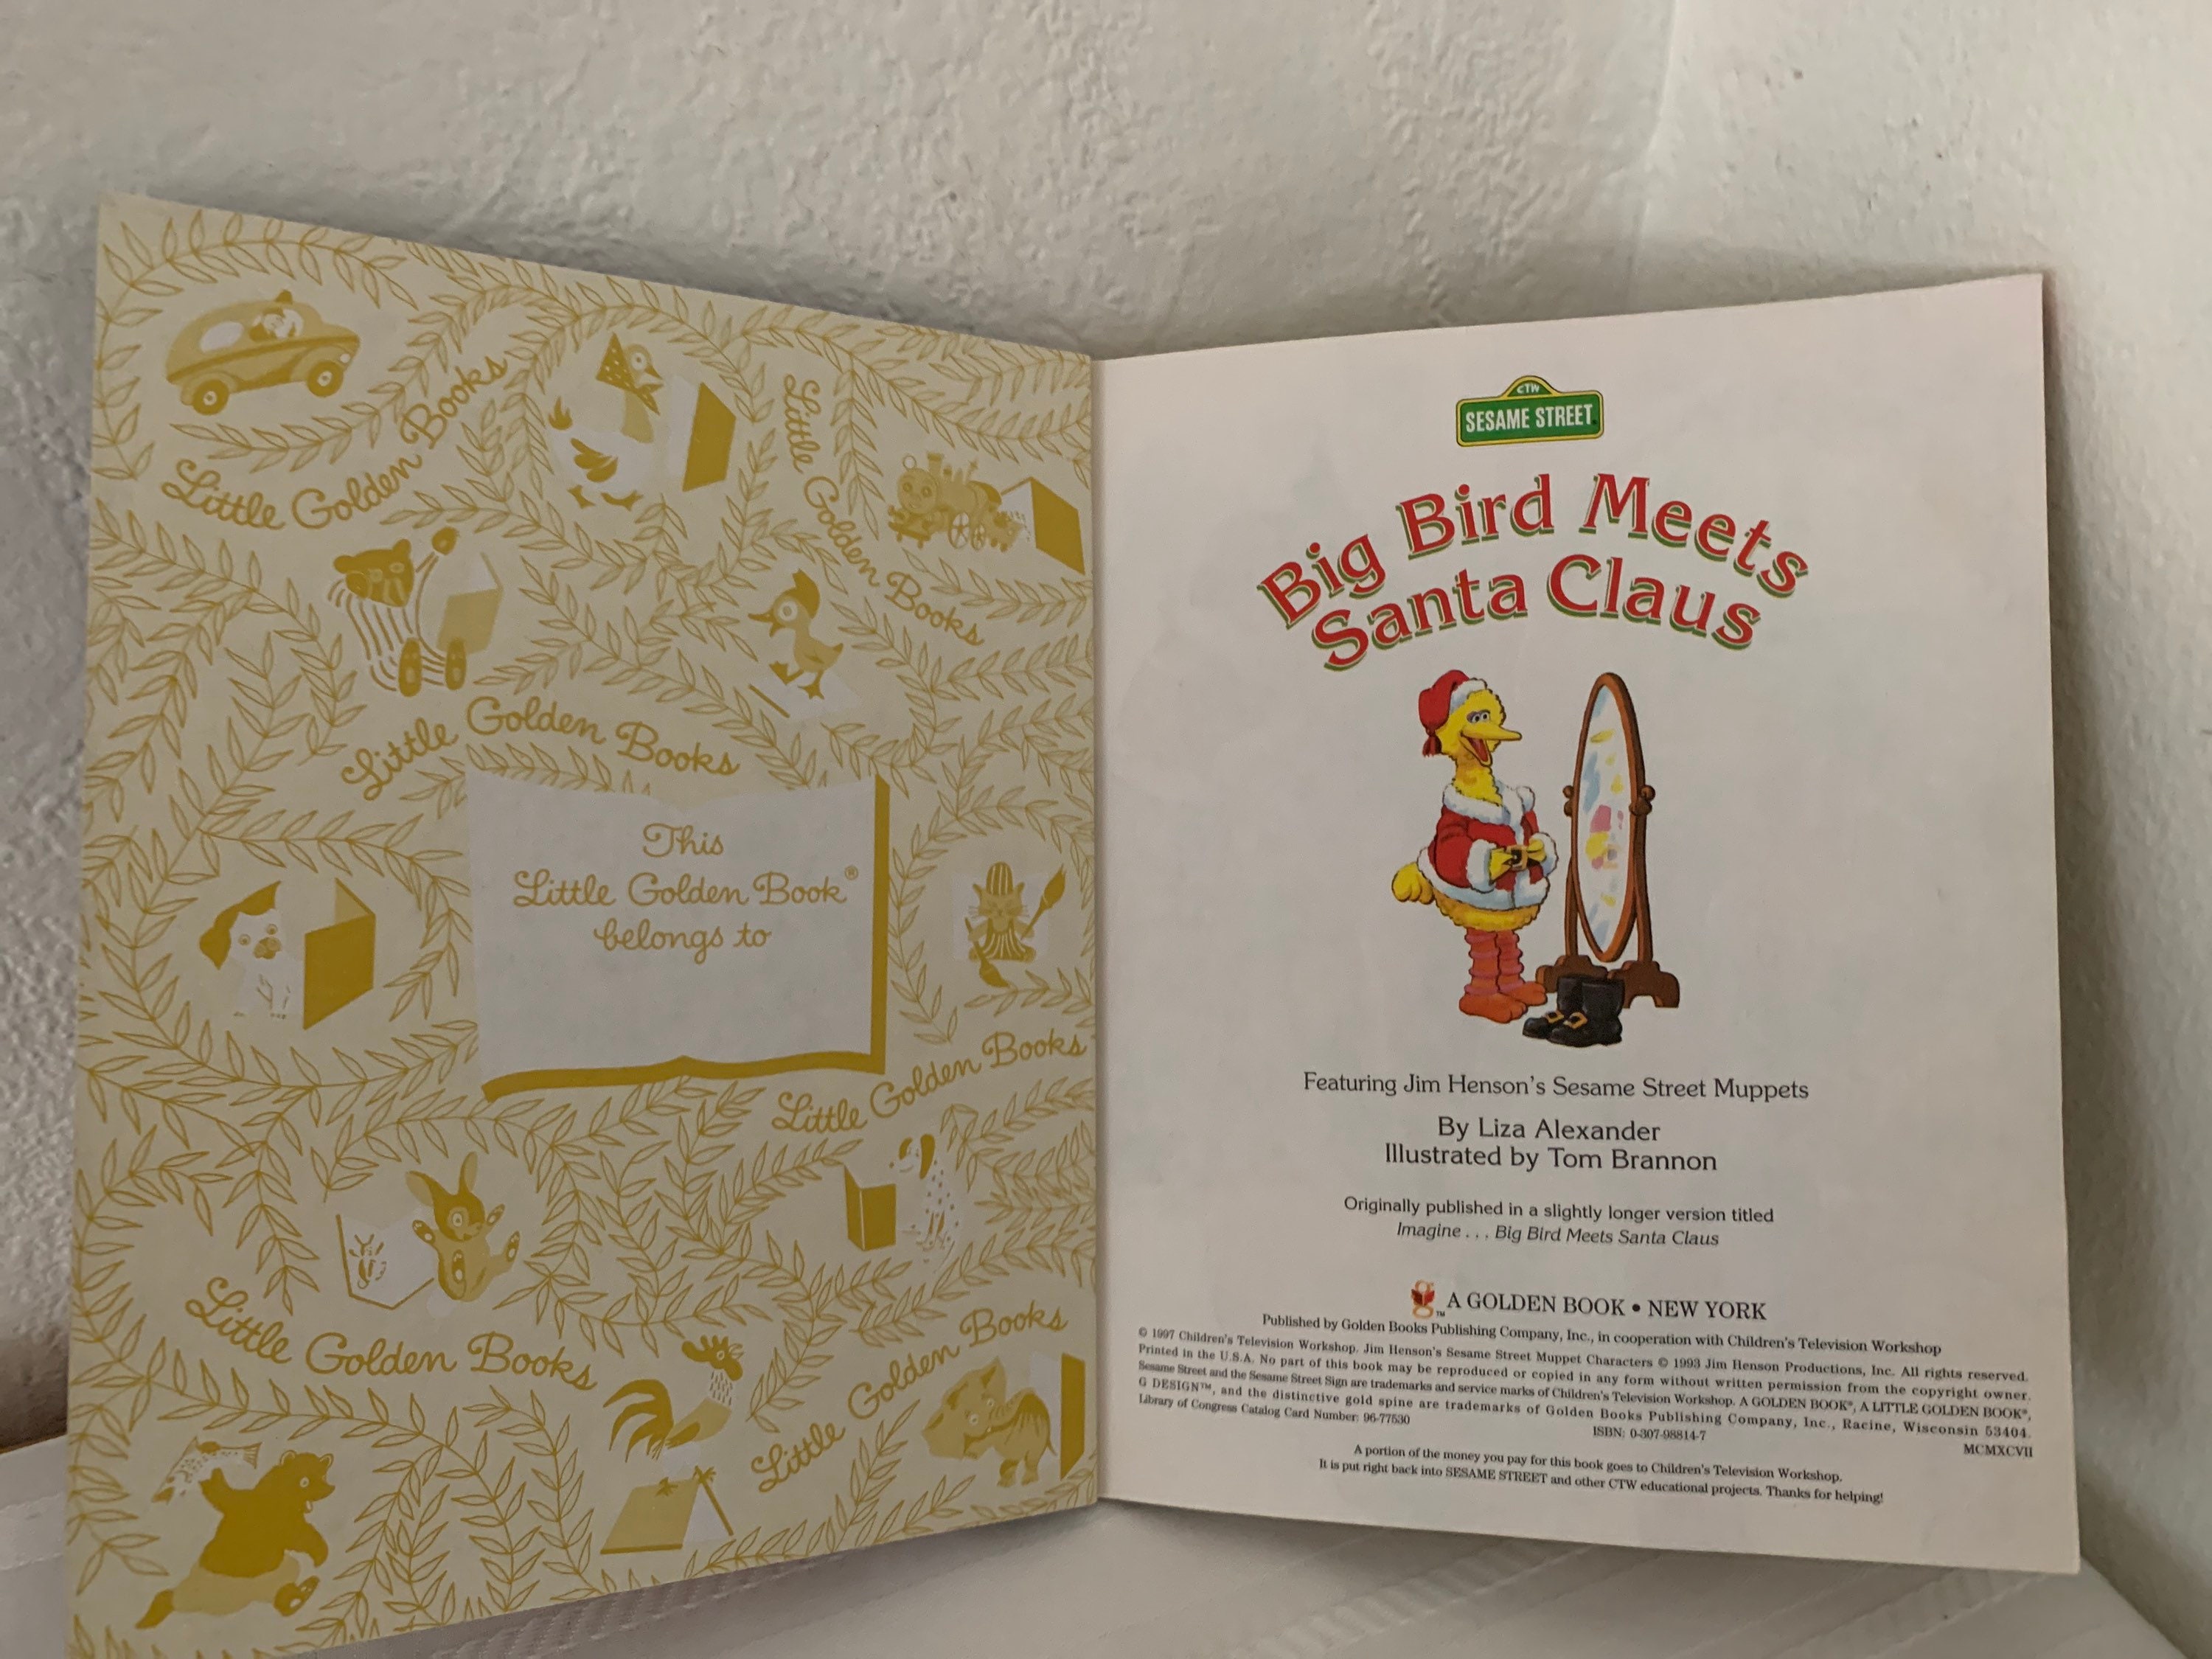 Little Golden Books
Little Golden Books
Little Golden Books
This
Little Golden Book®
belongs to
Little Golden Books
Little Golden Books
Little Golden Books
CTW
SESAME STREET
Big Bird Meets
Santa Claus
Featuring Jim Henson's Sesame Street Muppets
By Liza Alexander
Illustrated by Tom Brannon
Originally published in a slightly longer version titled
Imagine . . . Big Bird Meets Santa Claus
g™ A GOLDEN BOOK • NEW YORK
Published by Golden Books Publishing Company, Inc., in cooperation with Children's Television Workshop
© 1997 Children's Television Workshop. Jim Henson's Sesame Street Muppet Characters © 1993 Jim Henson Productions, Inc. All rights reserved.
Printed in the U.S.A. No part of this book may be reproduced or copied in any form without written permission from the copyright owner.
Sesame Street and the Sesame Street Sign are trademarks and service marks of Children's Television Workshop. A GOLDEN BOOK®, A LITTLE GOLDEN BOOK®,
G DESIGN™, and the distinctive gold spine are trademarks of Golden Books Publishing Company, Inc., Racine, Wisconsin 53404.
Library of Congress Catalog Card Number: 96-77530 ISBN: 0-307-98814-7 MCMXCVII
A portion of the money you pay for this book goes to Children's Television Workshop.
It is put right back into SESAME STREET and other CTW educational projects. Thanks for helping!